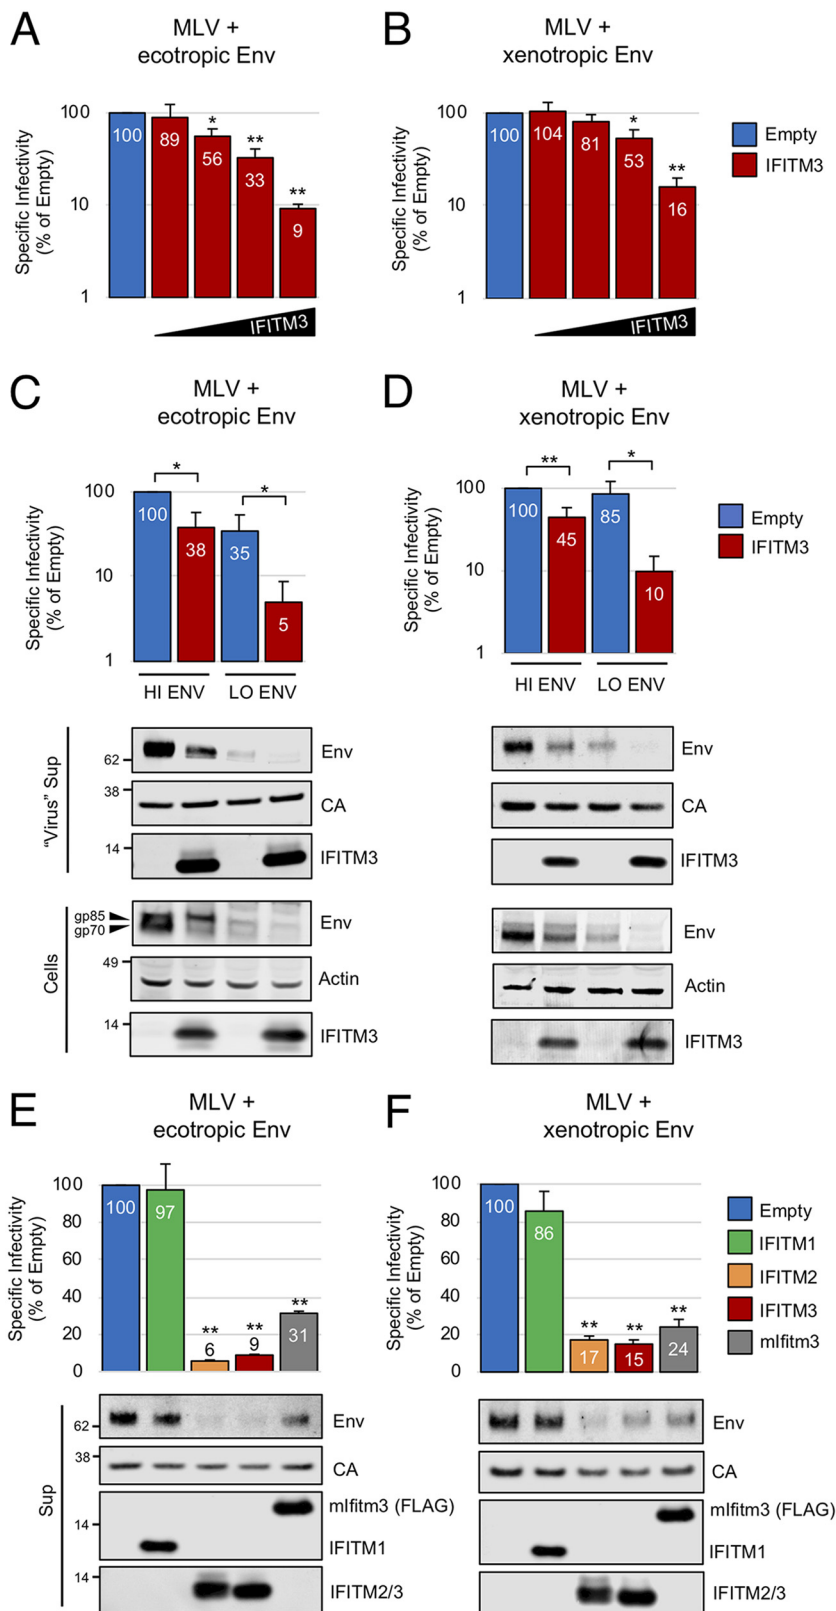 A
MLV +
ecotropic Env
Specific Infectivity
(% of Empty)
100
10
1
100
89
*
56
**
33
**
9
IFITM3
B
MLV +
xenotropic Env
Specific Infectivity
(% of Empty)
100
10
1
100
104
81
*
53
**
16
IFITM3
Empty
IFITM3
C
MLV +
ecotropic Env
Specific Infectivity
(% of Empty)
100
10
1
*
*
100
38
35
5
HI ENV
LO ENV
"Virus" Sup
62
Env
38
CA
14
IFITM3
Cells
gp85
gp70
Env
49
Actin
14
IFITM3
D
MLV +
xenotropic Env
Specific Infectivity
(% of Empty)
100
10
1
**
*
100
45
85
10
HI ENV
LO ENV
Empty
IFITM3
Env
CA
IFITM3
Env
Actin
IFITM3
E
MLV +
ecotropic Env
Specific Infectivity
(% of Empty)
100
80
60
40
20
0
100
97
**
6
**
9
**
31
Sup
62
Env
38
CA
mIfitm3 (FLAG)
14
IFITM1
14
IFITM2/3
F
MLV +
xenotropic Env
Specific Infectivity
(% of Empty)
100
80
60
40
20
0
100
86
**
17
**
15
**
24
Empty
IFITM1
IFITM2
IFITM3
mIfitm3
Env
CA
mIfitm3 (FLAG)
IFITM1
IFITM2/3